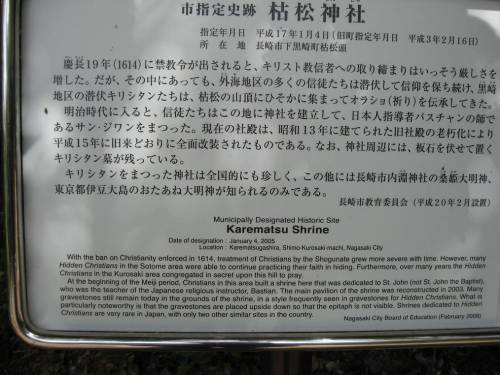 市指定史跡 枯松神社
指定年月日 平成17年1月4日(旧町指定年月日 平成3年2月16日)
所在地 長崎市下黒崎町枯松頭
慶長19年(1614)に禁教令が出されると、キリスト教信者への取り締まりはいっそう厳しさを
増した。だが、その中にあっても、外海地区の多くの信徒たちは潜伏して信仰を保ち続け、黒崎
地区の潜伏キリシタンたちは、枯松の山頂にひそかに集まってオラショ(祈り)を伝承してきた。
明治時代に入ると、信徒たちはこの地に神社を建立して、日本人指導者バスチャンの師で
あるサン・ジワンをまつった。現在の社殿は、昭和13年に建てられた旧社殿の老朽化により
平成15年に旧来どおりに全面改装されたものである。なお、神社周辺には、板石を伏せて置く
キリシタン墓が残っている。
キリシタンをまつった神社は全国的にも珍しく、この他には長崎市内淵神社の桑姫大明神、
東京都伊豆大島のおたあね大明神が知られるのみである。
長崎市教育委員会(平成20年2月設置)
Municipally Designated Historic Site
Karematsu Shrine
Date of designation : January 4, 2005
Location : Karematsugashira, Shimo-Kurosaki-machi, Nagasaki City
With the ban on Christianity enforced in 1614, treatment of Christians by the Shogunate grew more severe with time. However, many
Hidden Christians in the Sotome area were able to continue practicing their faith in hiding. Furthermore, over many years the Hidden
Christians in the Kurosaki area congregated in secret upon this hill to pray.
At the beginning of the Meiji period, Christians in this area built a shrine here that was dedicated to St. John (not St. John the Baptist),
who was the teacher of the Japanese religious instructor, Bastian. The main pavilion of the shrine was reconstructed in 2003. Many
gravestones still remain today in the grounds of the shrine, in a style frequently seen in gravestones for Hidden Christians. What is
particularly noteworthy is that the gravestones are placed upside down so that the epitaph is not visible. Shrines dedicated to Hidden
Christians are very rare in Japan, with only two other similar sites in the country.
Nagasaki City Board of Education (February 2008)